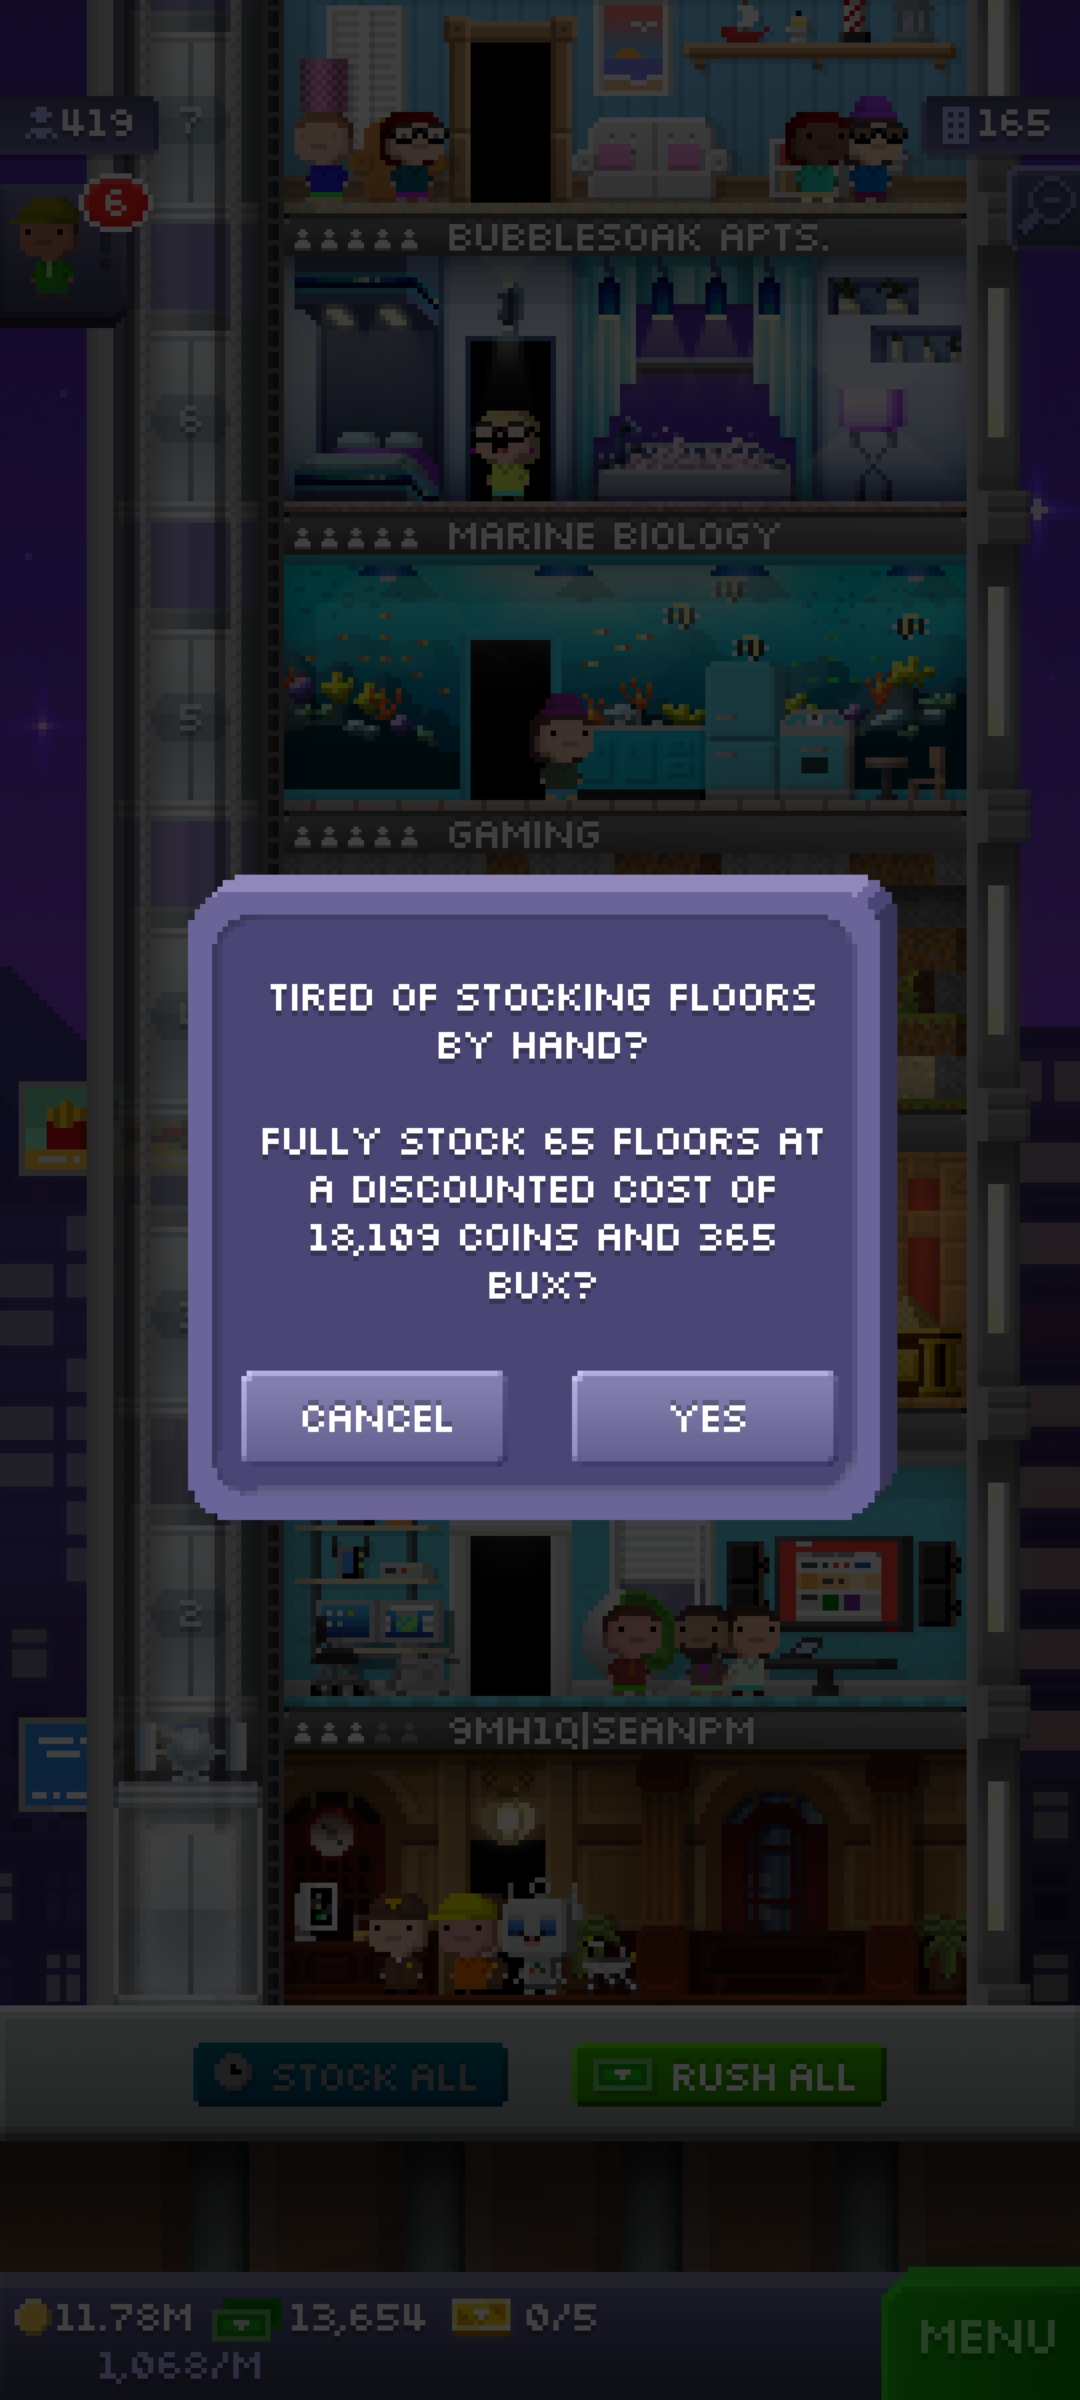 419
7
165
6
BUBBLESOAK APTS.
6
MARINE BIOLOGY
5
GAMING
TIRED OF STOCKING FLOORS
BY HAND?
FULLY STOCK 65 FLOORS AT
A DISCOUNTED COST OF
18,109 COINS AND 365
BUX?
CANCEL
YES
2
9MH1Q|SEANPM
STOCK ALL
RUSH ALL
11.78M
13,654
0/5
1,068/M
MENU